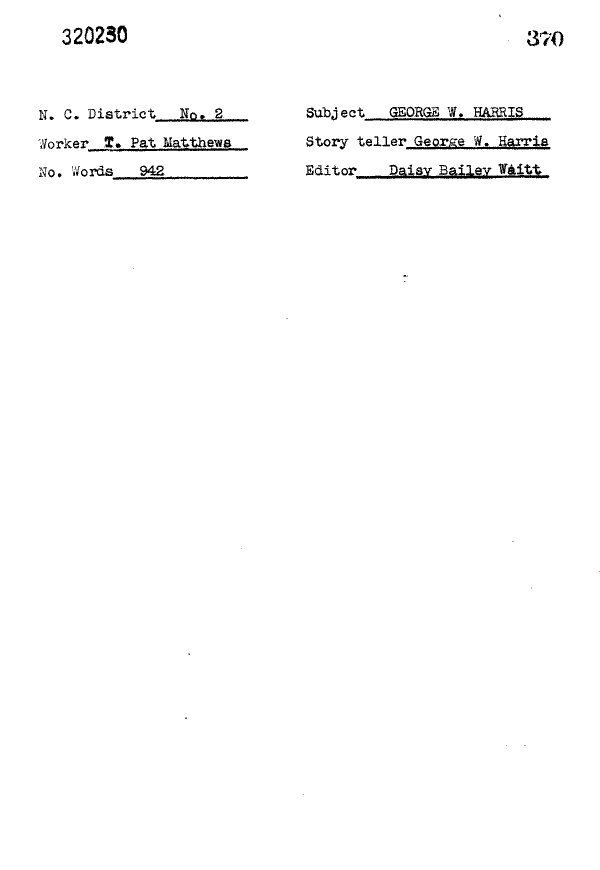 320230 370
N. C. District No. 2 Subject GEORGE W. HARRIS
Worker T. Pat Matthews Story teller George W. Harris
No. Words 942 Editor Daisy Bailey Waitt